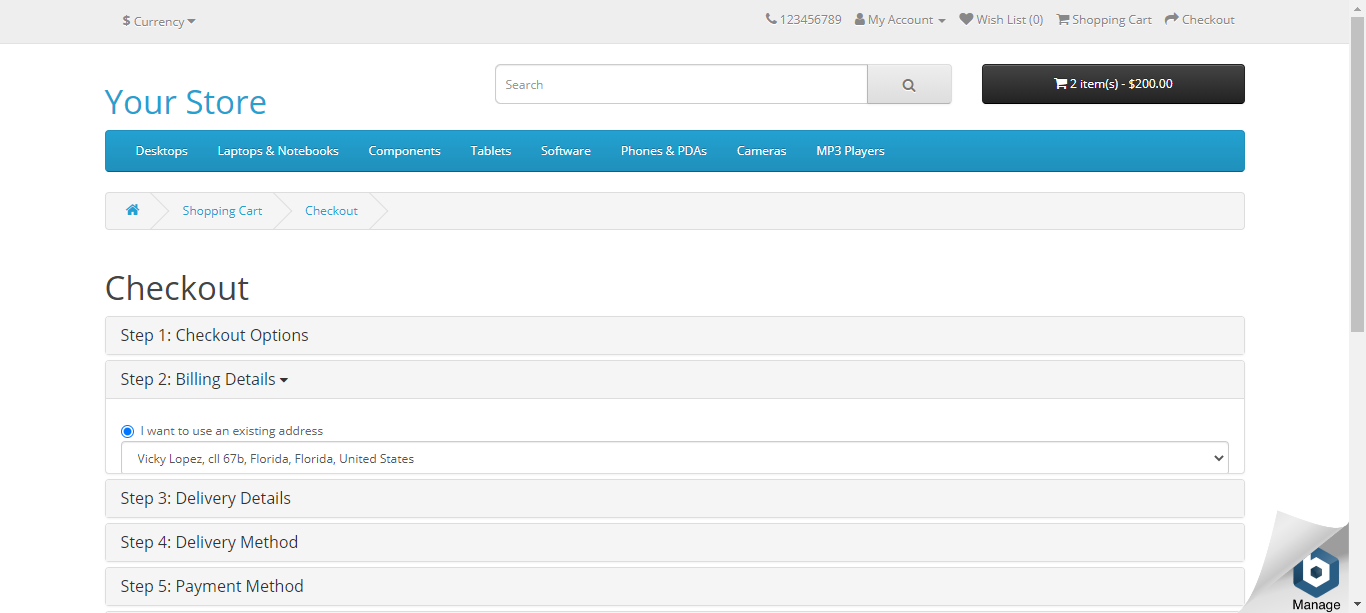 $ Currency
123456789 My Account Wish List (0) Shopping Cart Checkout
Your Store
Search
2 item(s) - $200.00
Desktops Laptops & Notebooks Components Tablets Software Phones & PDAs Cameras MP3 Players
Shopping Cart Checkout
Checkout
Step 1: Checkout Options
Step 2: Billing Details
I want to use an existing address
Vicky Lopez, cll 67b, Florida, Florida, United States
Step 3: Delivery Details
Step 4: Delivery Method
Step 5: Payment Method
b
Manage